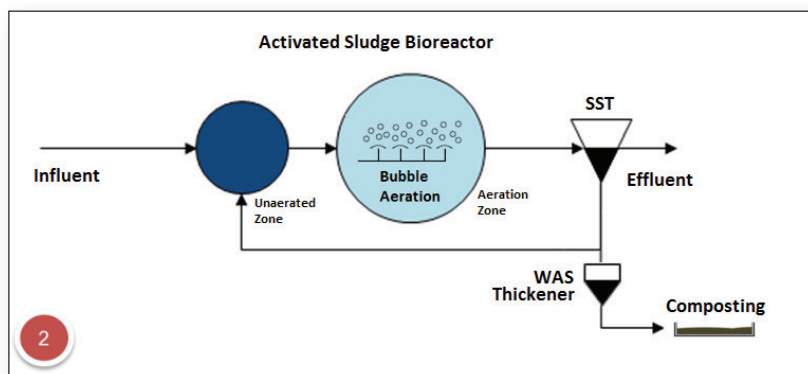 Activated Sludge Bioreactor
SST
Influent
Bubble
Aeration
Unaerated
Zone
Aeration
Zone
Effluent
WAS
Thickener
Composting
2